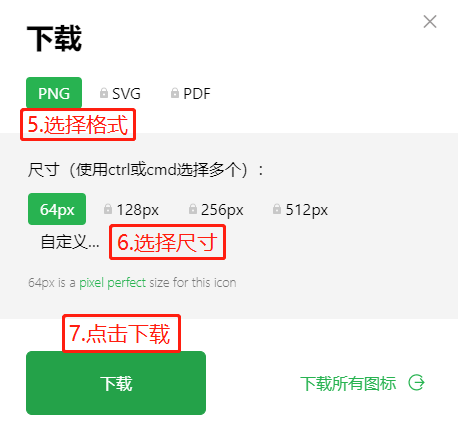 下载
PNG SVG PDF
5.选择格式
尺寸（使用ctrl或cmd选择多个）:
64px 128px 256px 512px
自定义... 6.选择尺寸
64px is a pixel perfect size for this icon
7.点击下载
下载 下载所有图标